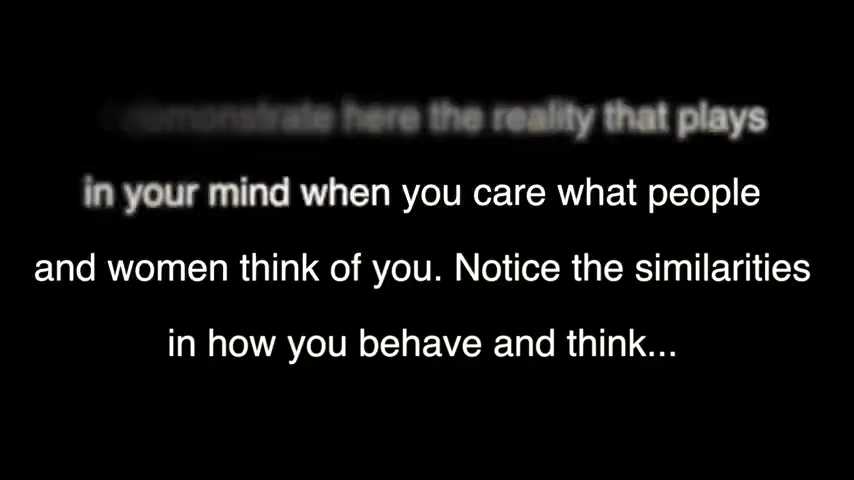 demonstrate here the reality that plays
in your mind when you care what people
and women think of you. Notice the similarities
in how you behave and think...